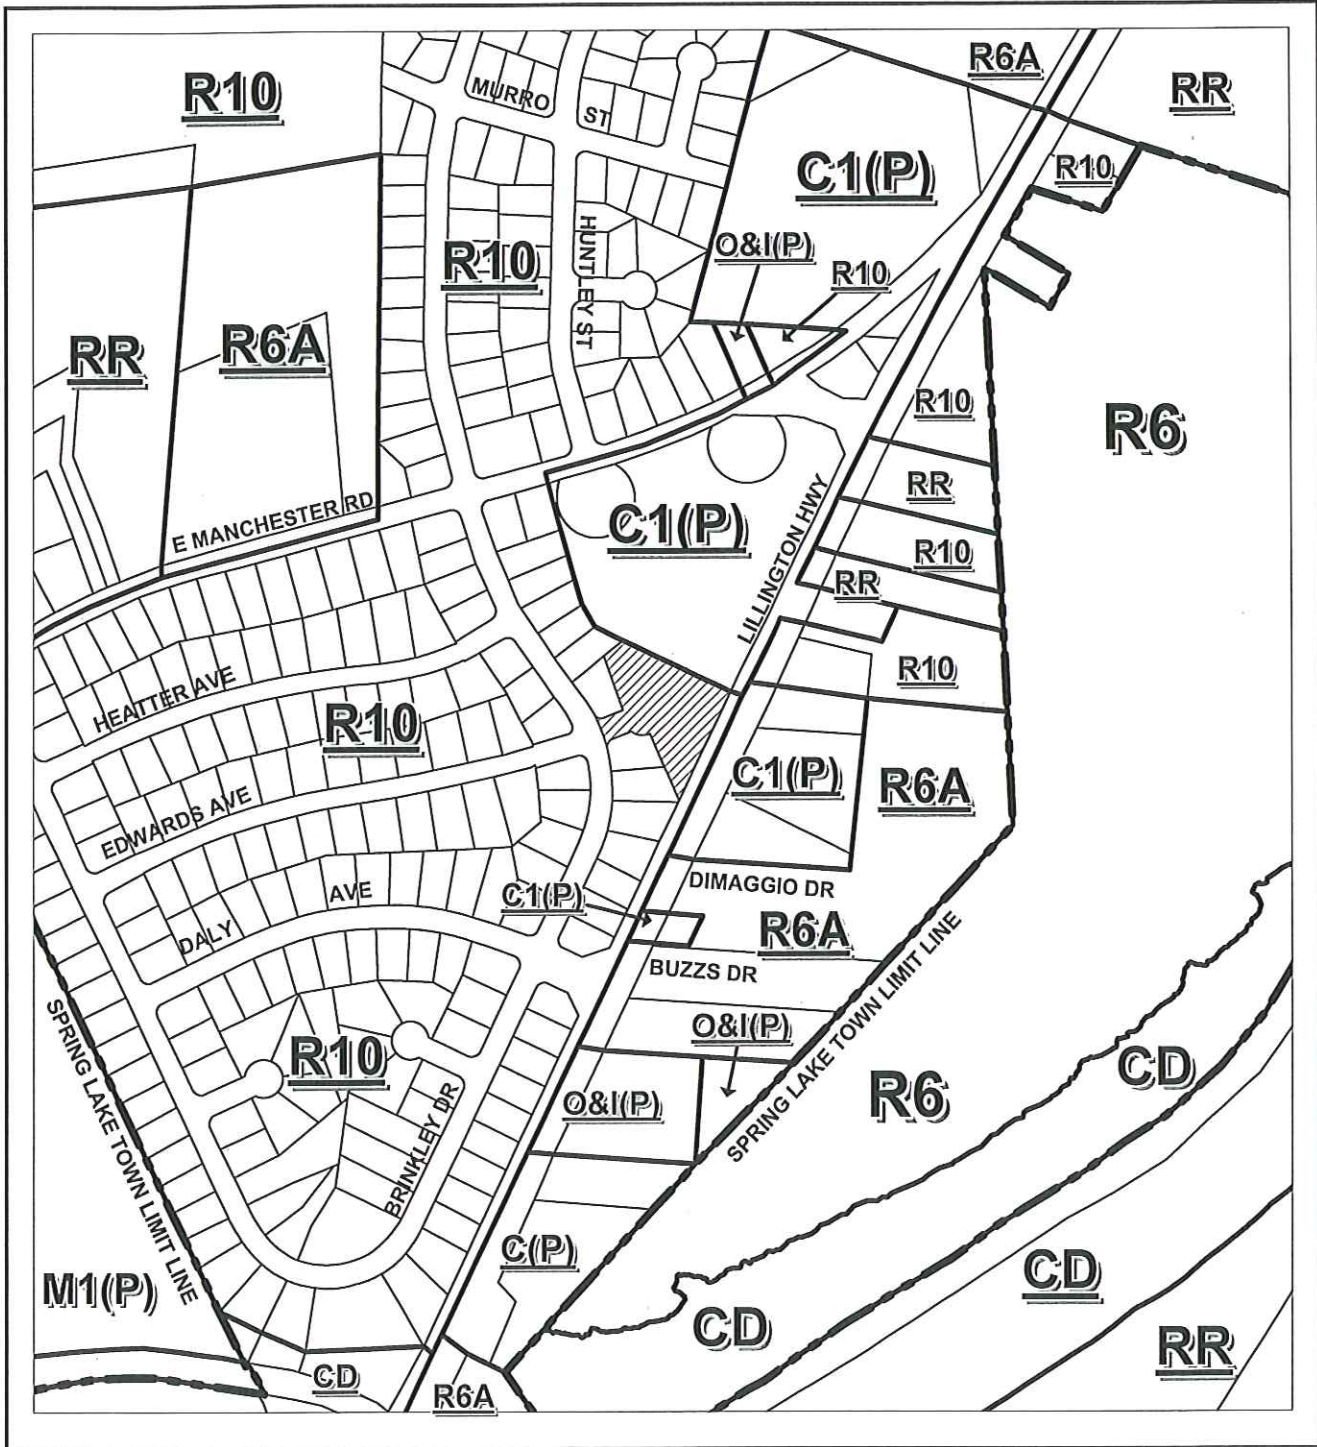 R10
MURRO
ST
R6A
RR
C1(P)
R10
O&I(P)
R10
R10
HUNTLEY ST
RR
R6A
R10
R6
RR
E MANCHESTER RD
C1(P)
LILLINGTON HWY
R10
RR
R10
HEATTER AVE
R10
C1(P)
R6A
EDWARDS AVE
DALY
AVE
C1(P)
DIMAGGIO DR
R6A
BUZZS DR
SPRING LAKE TOWN LIMIT LINE
O&I(P)
SPRING LAKE TOWN LIMIT LINE
R10
R6
CD
O&I(P)
BRINKLEY DR
C(P)
M1(P)
CD
CD
RR
CD
R6A